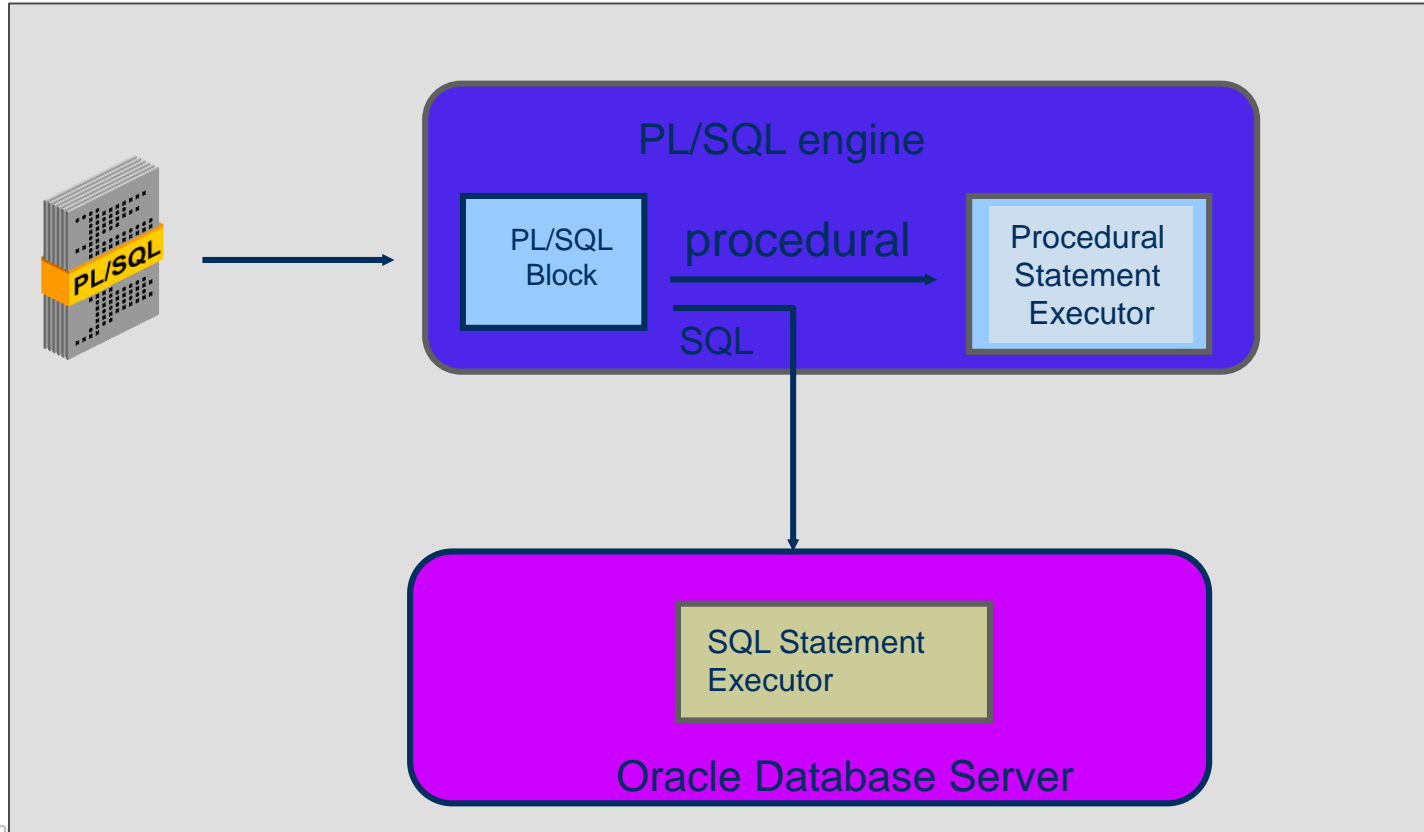 PL/SQL engine
PL/SQL
PL/SQL
Block
procedural
Procedural
Statement
Executor
SQL
SQL Statement
Executor
Oracle Database Server